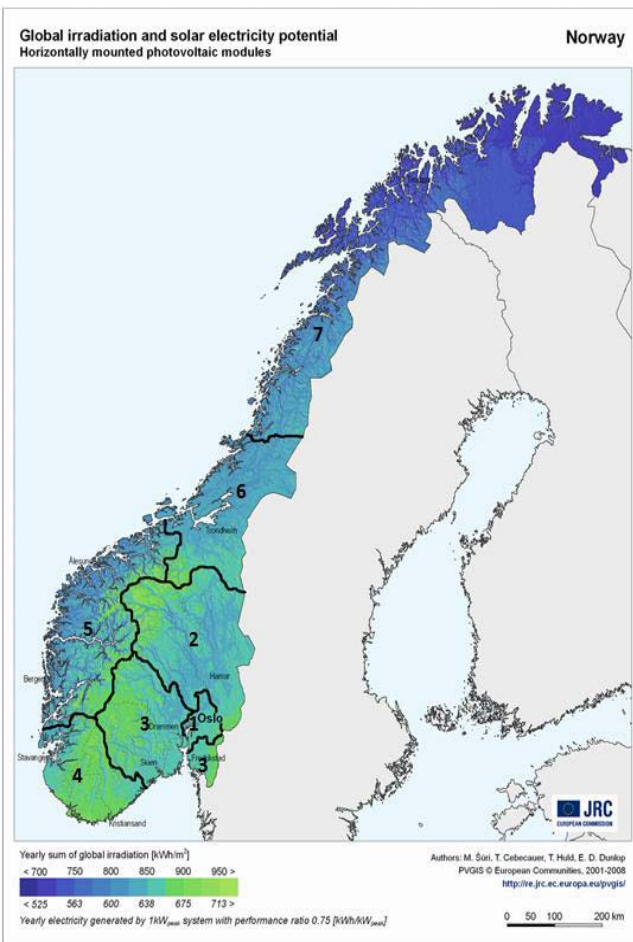 Global irradiation and solar electricity potential
Horizontally mounted photovoltaic modules
Norway
7
6
Trondheim
Ålesund
5
2
Bergen
Hamar
3
Drammen
1
Oslo
Stavanger
4
Skien
Fredrikstad
3
Kristiansand
JRC
EUROPEAN COMMISSION
Yearly sum of global irradiation [kWh/m²]
< 700 750 800 850 900 950 >
< 525 563 600 638 675 713 >
Yearly electricity generated by 1kWpeak system with performance ratio 0.75 [kWh/kWpeak]
Authors: M. Šúri, T. Cebecauer, T. Huld, E. D. Dunlop
PVGIS © European Communities, 2001-2008
http://re.jrc.ec.europa.eu/pvgis/
0 50 100 200 km